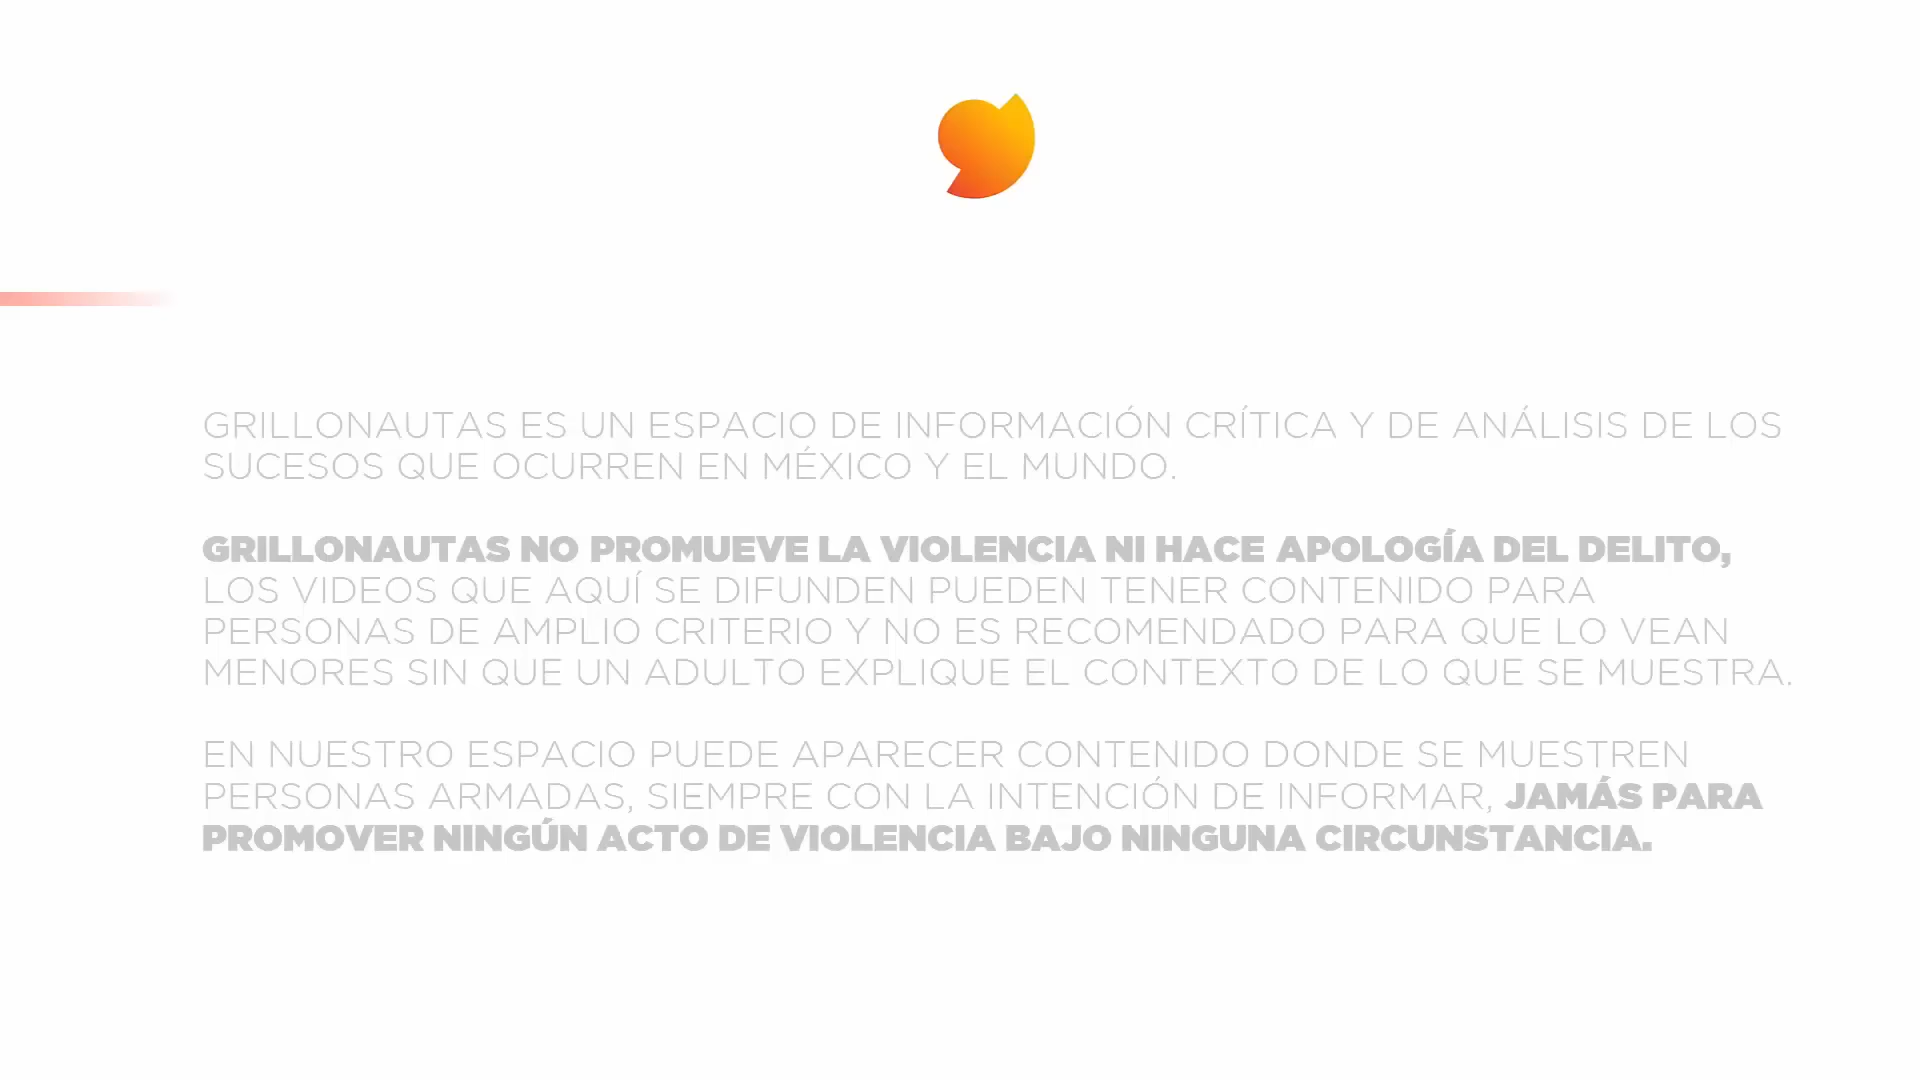 GRILLONAUTAS ES UN ESPACIO DE INFORMACIÓN CRÍTICA Y DE ANÁLISIS DE LOS
SUCESOS QUE OCURREN EN MÉXICO Y EL MUNDO.
GRILLONAUTAS NO PROMUEVE LA VIOLENCIA NI HACE APOLOGÍA DEL DELITO,
LOS VIDEOS QUE AQUÍ SE DIFUNDEN PUEDEN TENER CONTENIDO PARA
PERSONAS DE AMPLIO CRITERIO Y NO ES RECOMENDADO PARA QUE LO VEAN
MENORES SIN QUE UN ADULTO EXPLIQUE EL CONTEXTO DE LO QUE SE MUESTRA.
EN NUESTRO ESPACIO PUEDE APARECER CONTENIDO DONDE SE MUESTREN
PERSONAS ARMADAS, SIEMPRE CON LA INTENCIÓN DE INFORMAR, JAMÁS PARA
PROMOVER NINGÚN ACTO DE VIOLENCIA BAJO NINGUNA CIRCUNSTANCIA.